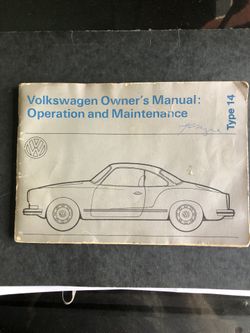 Volkswagen Owner's Manual:
Operation and Maintenance
Type 14